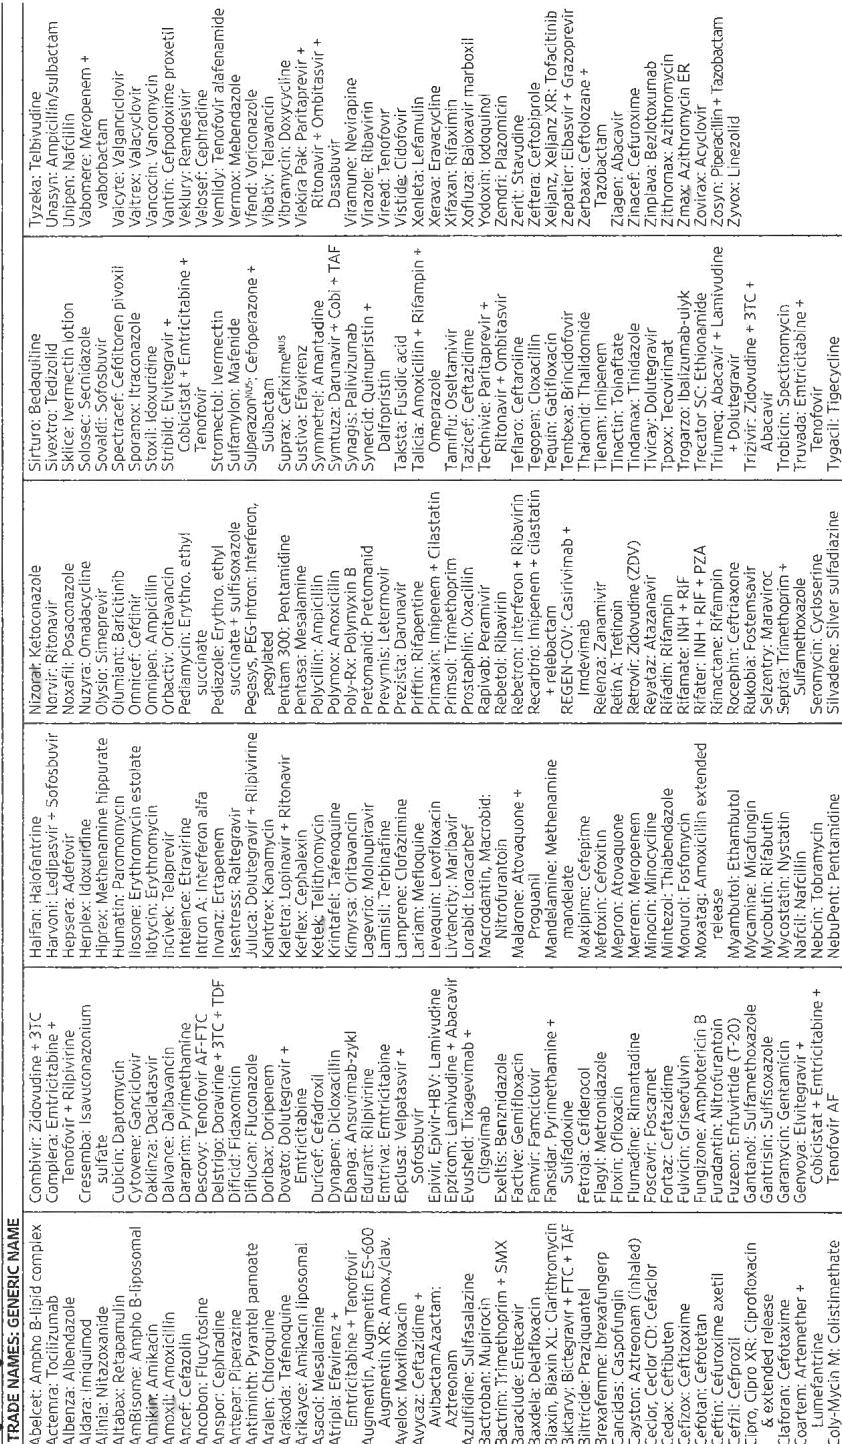 TRADE NAMES: GENERIC NAME
Abelcet: Ampho B-lipid complex
Actemra: Tocilizumab
Albenza: Albendazole
Aldara: Imiquimod
Alinia: Nitazoxanide
Altabax: Retapamulin
AmBisome: Ampho B-liposomal
Amikin: Amikacin
Amoxil: Amoxicillin
Ancef: Cefazolin
Ancobon: Flucytosine
Anspor: Cephradine
Antepar: Piperazine
Antiminth: Pyrantel pamoate
Aralen: Chloroquine
Arakoda: Tafenoquine
Arikayce: Amikacin liposomal
Asacol: Mesalamine
Atripla: Efavirenz +
Emtricitabine + Tenofovir
Augmentin, Augmentin ES-600
Augmentin XR: Amox./clav.
Avelox: Moxifloxacin
Avycaz: Ceftazidime +
AvibactamAzactam:
Aztreonam
Azulfidine: Sulfasalazine
Bactroban: Mupirocin
Bactrim: Trimethoprim + SMX
Baraclude: Entecavir
Baxdela: Delafloxacin
Biaxin, Biaxin XL: Clarithromycin
Biktarvy: Bictegravir + FTC + TAF
Biltricide: Praziquantel
Brexafemme: Ibrexafungerp
Cancidas: Caspofungin
Cayston: Aztreonam (inhaled)
Ceclor, Ceclor CD: Cefaclor
Cedax: Ceftibuten
Cefizox: Ceftizoxime
Cefotan: Cefotetan
Ceftin: Cefuroxime axetil
Cefzil: Cefprozil
Cipro, Cipro XR: Ciprofloxacin
& extended release
Claforan: Cefotaxime
Coartem: Artemether +
Lumefantrine
Coly-Mycin M: Colistimethate
Combivir: Zidovudine + 3TC
Complera: Emtricitabine +
Tenofovir + Rilpivirine
Cresemba: Isavuconazonium
sulfate
Cubicin: Daptomycin
Cytovene: Ganciclovir
Daklinza: Daclatasvir
Dalvance: Dalbavancin
Daraprim: Pyrimethamine
Descovy: Tenofovir AF-FTC
Delstrigo: Doravirine + 3TC + TDF
Dificid: Fidaxomicin
Diflucan: Fluconazole
Doribax: Doripenem
Dovato: Dolutegravir +
Emtricitabine
Duricef: Cefadroxil
Dynapen: Dicloxacillin
Ebanga: Ansuvimab-zykl
Edurant: Rilpivirine
Emtriva: Emtricitabine
Epclusa: Velpatasvir +
Sofosbuvir
Epivir, Epivir-HBV: Lamivudine
Epzicom: Lamivudine + Abacavir
Evusheld: Tixagevimab +
Cilgavimab
Exeltis: Benznidazole
Factive: Gemifloxacin
Famvir: Famciclovir
Fansidar: Pyrimethamine +
Sulfadoxine
Fetroja: Cefiderocol
Flagyl: Metronidazole
Floxin: Ofloxacin
Flumadine: Rimantadine
Foscavir: Foscarnet
Fortaz: Ceftazidime
Fulvicin: Griseofulvin
Fungizone: Amphotericin B
Furadantin: Nitrofurantoin
Fuzeon: Enfuvirtide (T-20)
Gantanol: Sulfamethoxazole
Gantrisin: Sulfisoxazole
Garamycin: Gentamicin
Genvoya: Elvitegravir +
Cobicistat + Emtricitabine +
Tenofovir AF
Halfan: Halofantrine
Harvoni: Ledipasvir + Sofosbuvir
Hepsera: Adefovir
Herplex: Idoxuridine
Hiprex: Methenamine hippurate
Humatin: Paromomycin
Ilosone: Erythromycin estolate
Ilotycin: Erythromycin
Incivek: Telaprevir
Intelence: Etravirine
Intron A: Interferon alfa
Invanz: Ertapenem
Isentress: Raltegravir
Juluca: Dolutegravir + Rilpivirine
Kantrex: Kanamycin
Kaletra: Lopinavir + Ritonavir
Keflex: Cephalexin
Ketek: Telithromycin
Krintafel: Tafenoquine
Kimyrsa: Oritavancin
Lagevrio: Molnupiravir
Lamisil: Terbinafine
Lamprene: Clofazimine
Lariam: Mefloquine
Levaquin: Levofloxacin
Livtencity: Maribavir
Lorabid: Loracarbef
Macrodantin, Macrobid:
Nitrofurantoin
Malarone: Atovaquone +
Proguanil
Mandelamine: Methenamine
mandelate
Maxipime: Cefepime
Mefoxin: Cefoxitin
Mepron: Atovaquone
Merrem: Meropenem
Minocin: Minocycline
Mintezol: Thiabendazole
Monurol: Fosfomycin
Moxatag: Amoxicillin extended
release
Myambutol: Ethambutol
Mycamine: Micafungin
Mycobutin: Rifabutin
Mycostatin: Nystatin
Nafcil: Nafcillin
Nebcin: Tobramycin
NebuPent: Pentamidine
Nizoral: Ketoconazole
Norvir: Ritonavir
Noxafil: Posaconazole
Nuzyra: Omadacycline
Olysio: Simeprevir
Olumiant: Baricitinib
Omnicef: Cefdinir
Omnipen: Ampicillin
Orbactiv: Oritavancin
Pediamycin: Erythro. ethyl
succinate
Pediazole: Erythro. ethyl
succinate + sulfisoxazole
Pegasys, PEG-Intron: Interferon,
pegylated
Pentam 300: Pentamidine
Pentasa: Mesalamine
Polycillin: Ampicillin
Polymox: Amoxicillin
Poly-Rx: Polymyxin B
Pretomanid: Pretomanid
Prevymis: Letermovir
Prezista: Darunavir
Priftin: Rifapentine
Primaxin: Imipenem + Cilastatin
Primsol: Trimethoprim
Prostaphlin: Oxacillin
Rapivab: Peramivir
Rebetol: Ribavirin
Rebetron: Interferon + Ribavirin
Recarbrio: Imipenem + cilastatin
+ relebactam
REGEN-COV: Casirivimab +
Imdevimab
Relenza: Zanamivir
Retin A: Tretinoin
Retrovir: Zidovudine (ZDV)
Reyataz: Atazanavir
Rifadin: Rifampin
Rifamate: INH + RIF
Rifater: INH + RIF + PZA
Rimactane: Rifampin
Rocephin: Ceftriaxone
Rukobia: Fostemsavir
Selzentry: Maraviroc
Septra: Trimethoprim +
Sulfamethoxazole
Seromycin: Cycloserine
Silvadene: Silver sulfadiazine
Sirturo: Bedaquiline
Sivextro: Tedizolid
Sklice: Ivermectin lotion
Solosec: Secnidazole
Sovaldi: Sofosbuvir
Spectracef: Cefditoren pivoxil
Sporanox: Itraconazole
Stoxil: Idoxuridine
Stribild: Elvitegravir +
Cobicistat + Emtricitabine +
Tenofovir
Stromectol: Ivermectin
Sulfamylon: Mafenide
Sulperazonᴺᵁˢ: Cefoperazone +
Sulbactam
Suprax: Cefiximeᴺᵁˢ
Sustiva: Efavirenz
Symmetrel: Amantadine
Symtuza: Darunavir + Cobi + TAF
Synagis: Palivizumab
Synercid: Quinupristin +
Dalfopristin
Taksta: Fusidic acid
Talicia: Amoxicillin + Rifampin +
Omeprazole
Tamiflu: Oseltamivir
Tazicef: Ceftazidime
Technivie: Paritaprevir +
Ritonavir + Ombitasvir
Teflaro: Ceftaroline
Tegopen: Cloxacillin
Tequin: Gatifloxacin
Tembexa: Brincindofovir
Thalomid: Thalidomide
Tienam: Imipenem
Tinactin: Tolnaftate
Tindamax: Tinidazole
Tivicay: Dolutegravir
Tpoxx: Tecovirimat
Trogarzo: Ibalizumab-uiyk
Trecator SC: Ethionamide
Triumeq: Abacavir + Lamivudine
+ Dolutegravir
Trizivir: Zidovudine + 3TC +
Abacavir
Trobicin: Spectinomycin
Truvada: Emtricitabine +
Tenofovir
Tygacil: Tigecycline
Tyzeka: Telbivudine
Unasyn: Ampicillin/sulbactam
Unipen: Nafcillin
Vabomere: Meropenem +
vaborbactam
Valcyte: Valganciclovir
Valtrex: Valacyclovir
Vancocin: Vancomycin
Vantin: Cefpodoxime proxetil
Veklury: Remdesivir
Velosef: Cephradine
Vemlidy: Tenofovir alafenamide
Vermox: Mebendazole
Vfend: Voriconazole
Vibativ: Telavancin
Vibramycin: Doxycycline
Viekira Pak: Paritaprevir +
Ritonavir + Ombitasvir +
Dasabuvir
Viramune: Nevirapine
Virazole: Ribavirin
Viread: Tenofovir
Vistide: Cidofovir
Xenleta: Lefamulin
Xerava: Eravacycline
Xifaxan: Rifaximin
Xofluza: Baloxavir marboxil
Yodoxin: Iodoquinol
Zendri: Plazomicin
Zerit: Stavudine
Zeftera: Ceftobiprole
Xeljanz, Xeljanz XR: Tofacitinib
Zepatier: Elbasvir + Grazoprevir
Zerbaxa: Ceftolozane +
Tazobactam
Ziagen: Abacavir
Zinacef: Cefuroxime
Zinplava: Bezlotoxumab
Zithromax: Azithromycin
Zmax: Azithromycin ER
Zovirax: Acyclovir
Zosyn: Piperacillin + Tazobactam
Zyvox: Linezolid